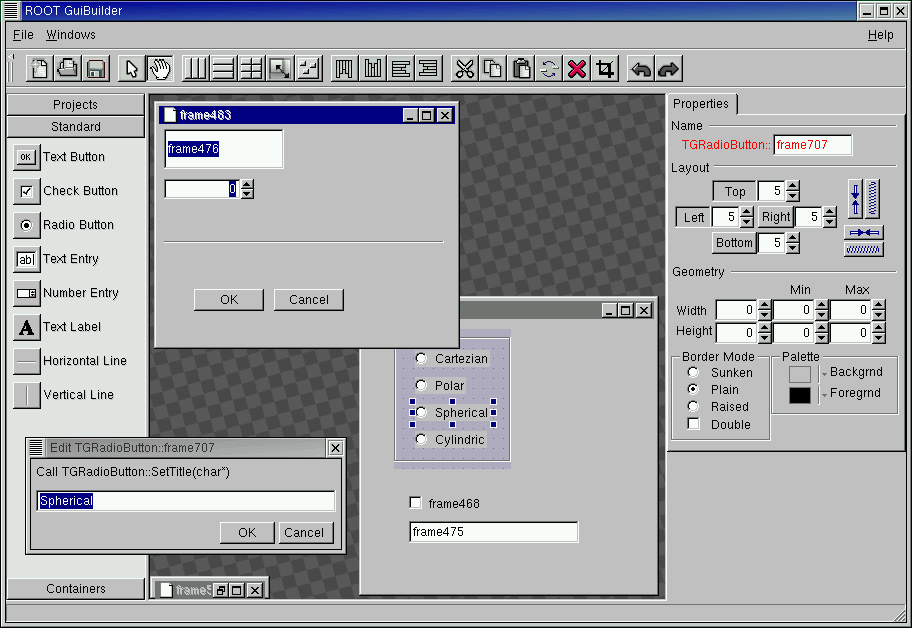 ROOT GuiBuilder
File Windows Help
Projects
Standard
OK Text Button
Check Button
Radio Button
ab| Text Entry
Number Entry
A Text Label
Horizontal Line
Vertical Line
Containers
frame483
frame476
0
OK Cancel
Cartezian
Polar
Spherical
Cylindric
frame468
frame475
Edit TGRadioButton::frame707
Call TGRadioButton::SetTitle(char*)
Spherical
OK Cancel
Properties
Name
TGRadioButton:: frame707
Layout
Top 5
Left 5 Right 5
Bottom 5
Geometry
Min Max
Width 0 0 0
Height 0 0 0
Border Mode
Sunken
Plain
Raised
Double
Palette
Backgrnd
Foregrnd